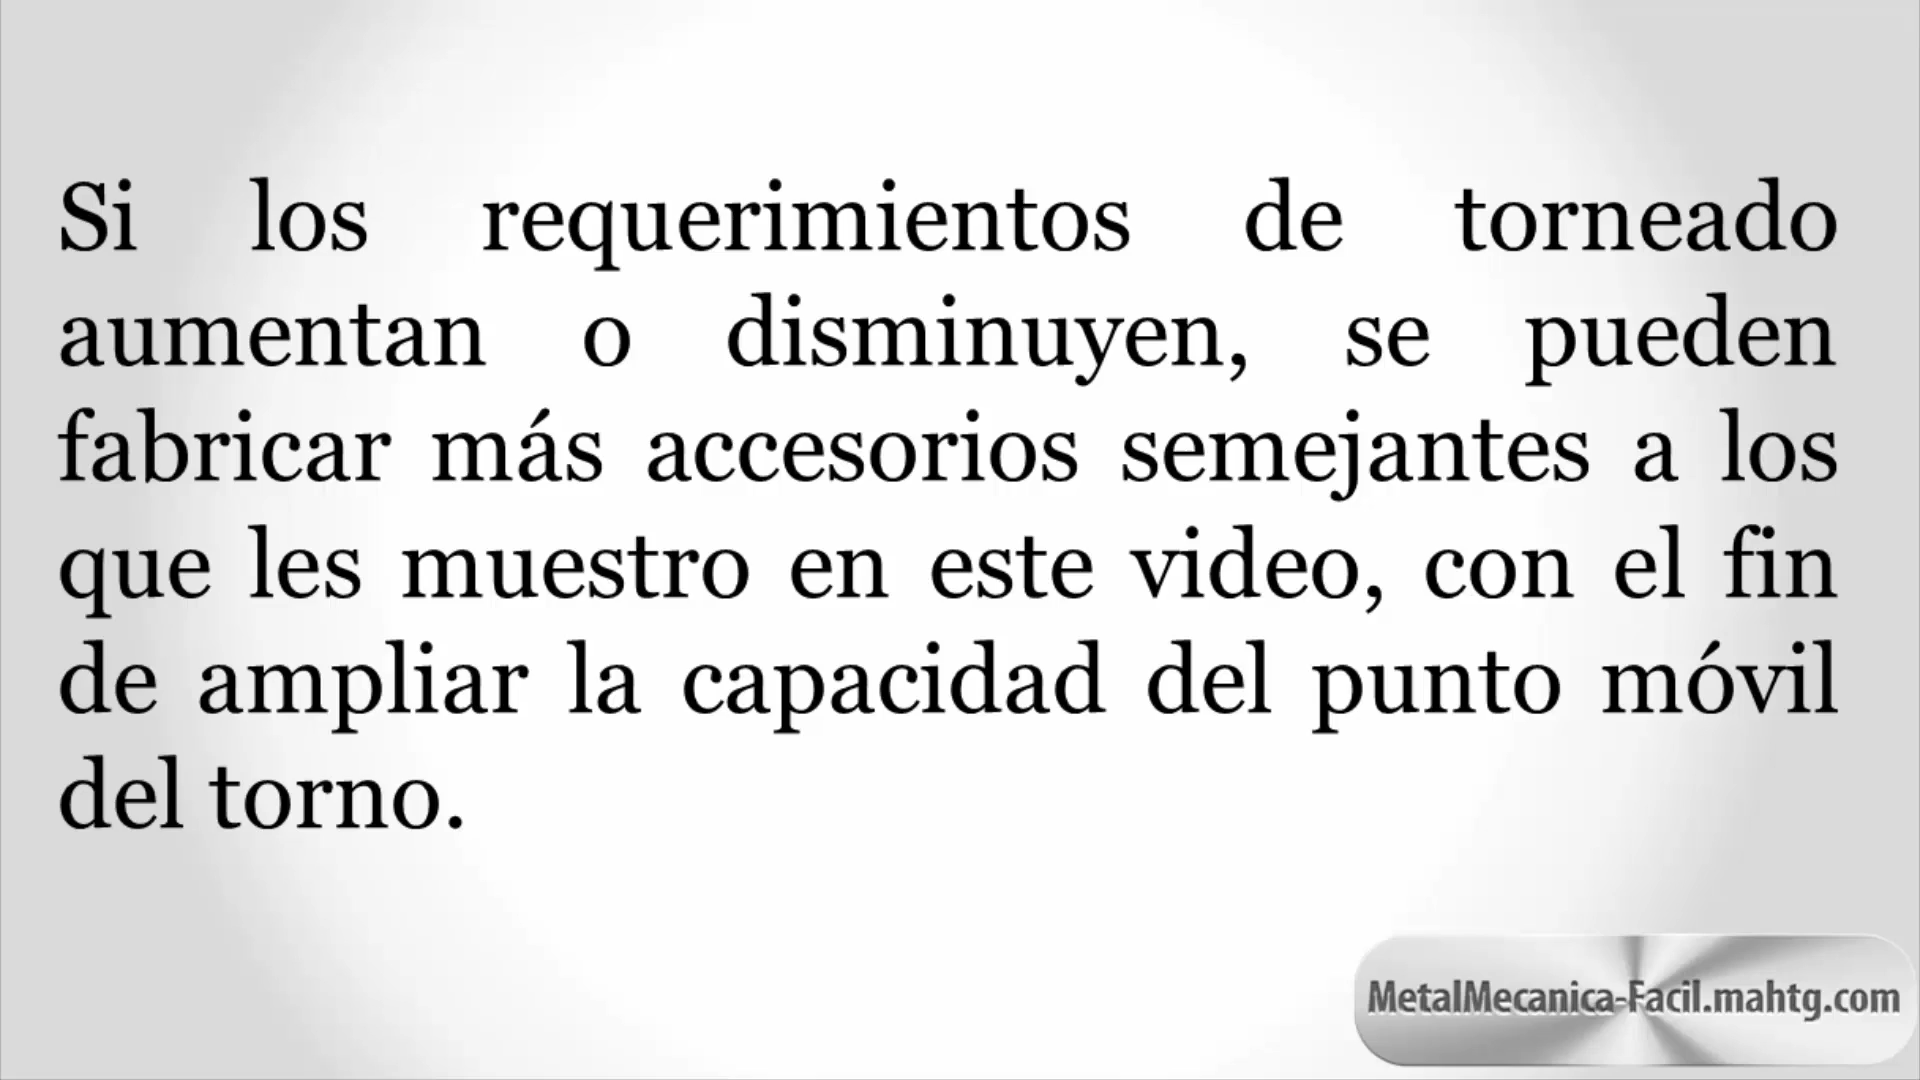 Si los requerimientos de torneado
aumentan o disminuyen, se pueden
fabricar más accesorios semejantes a los
que les muestro en este video, con el fin
de ampliar la capacidad del punto móvil
del torno.
MetalMecanica-Facil.mahtg.com